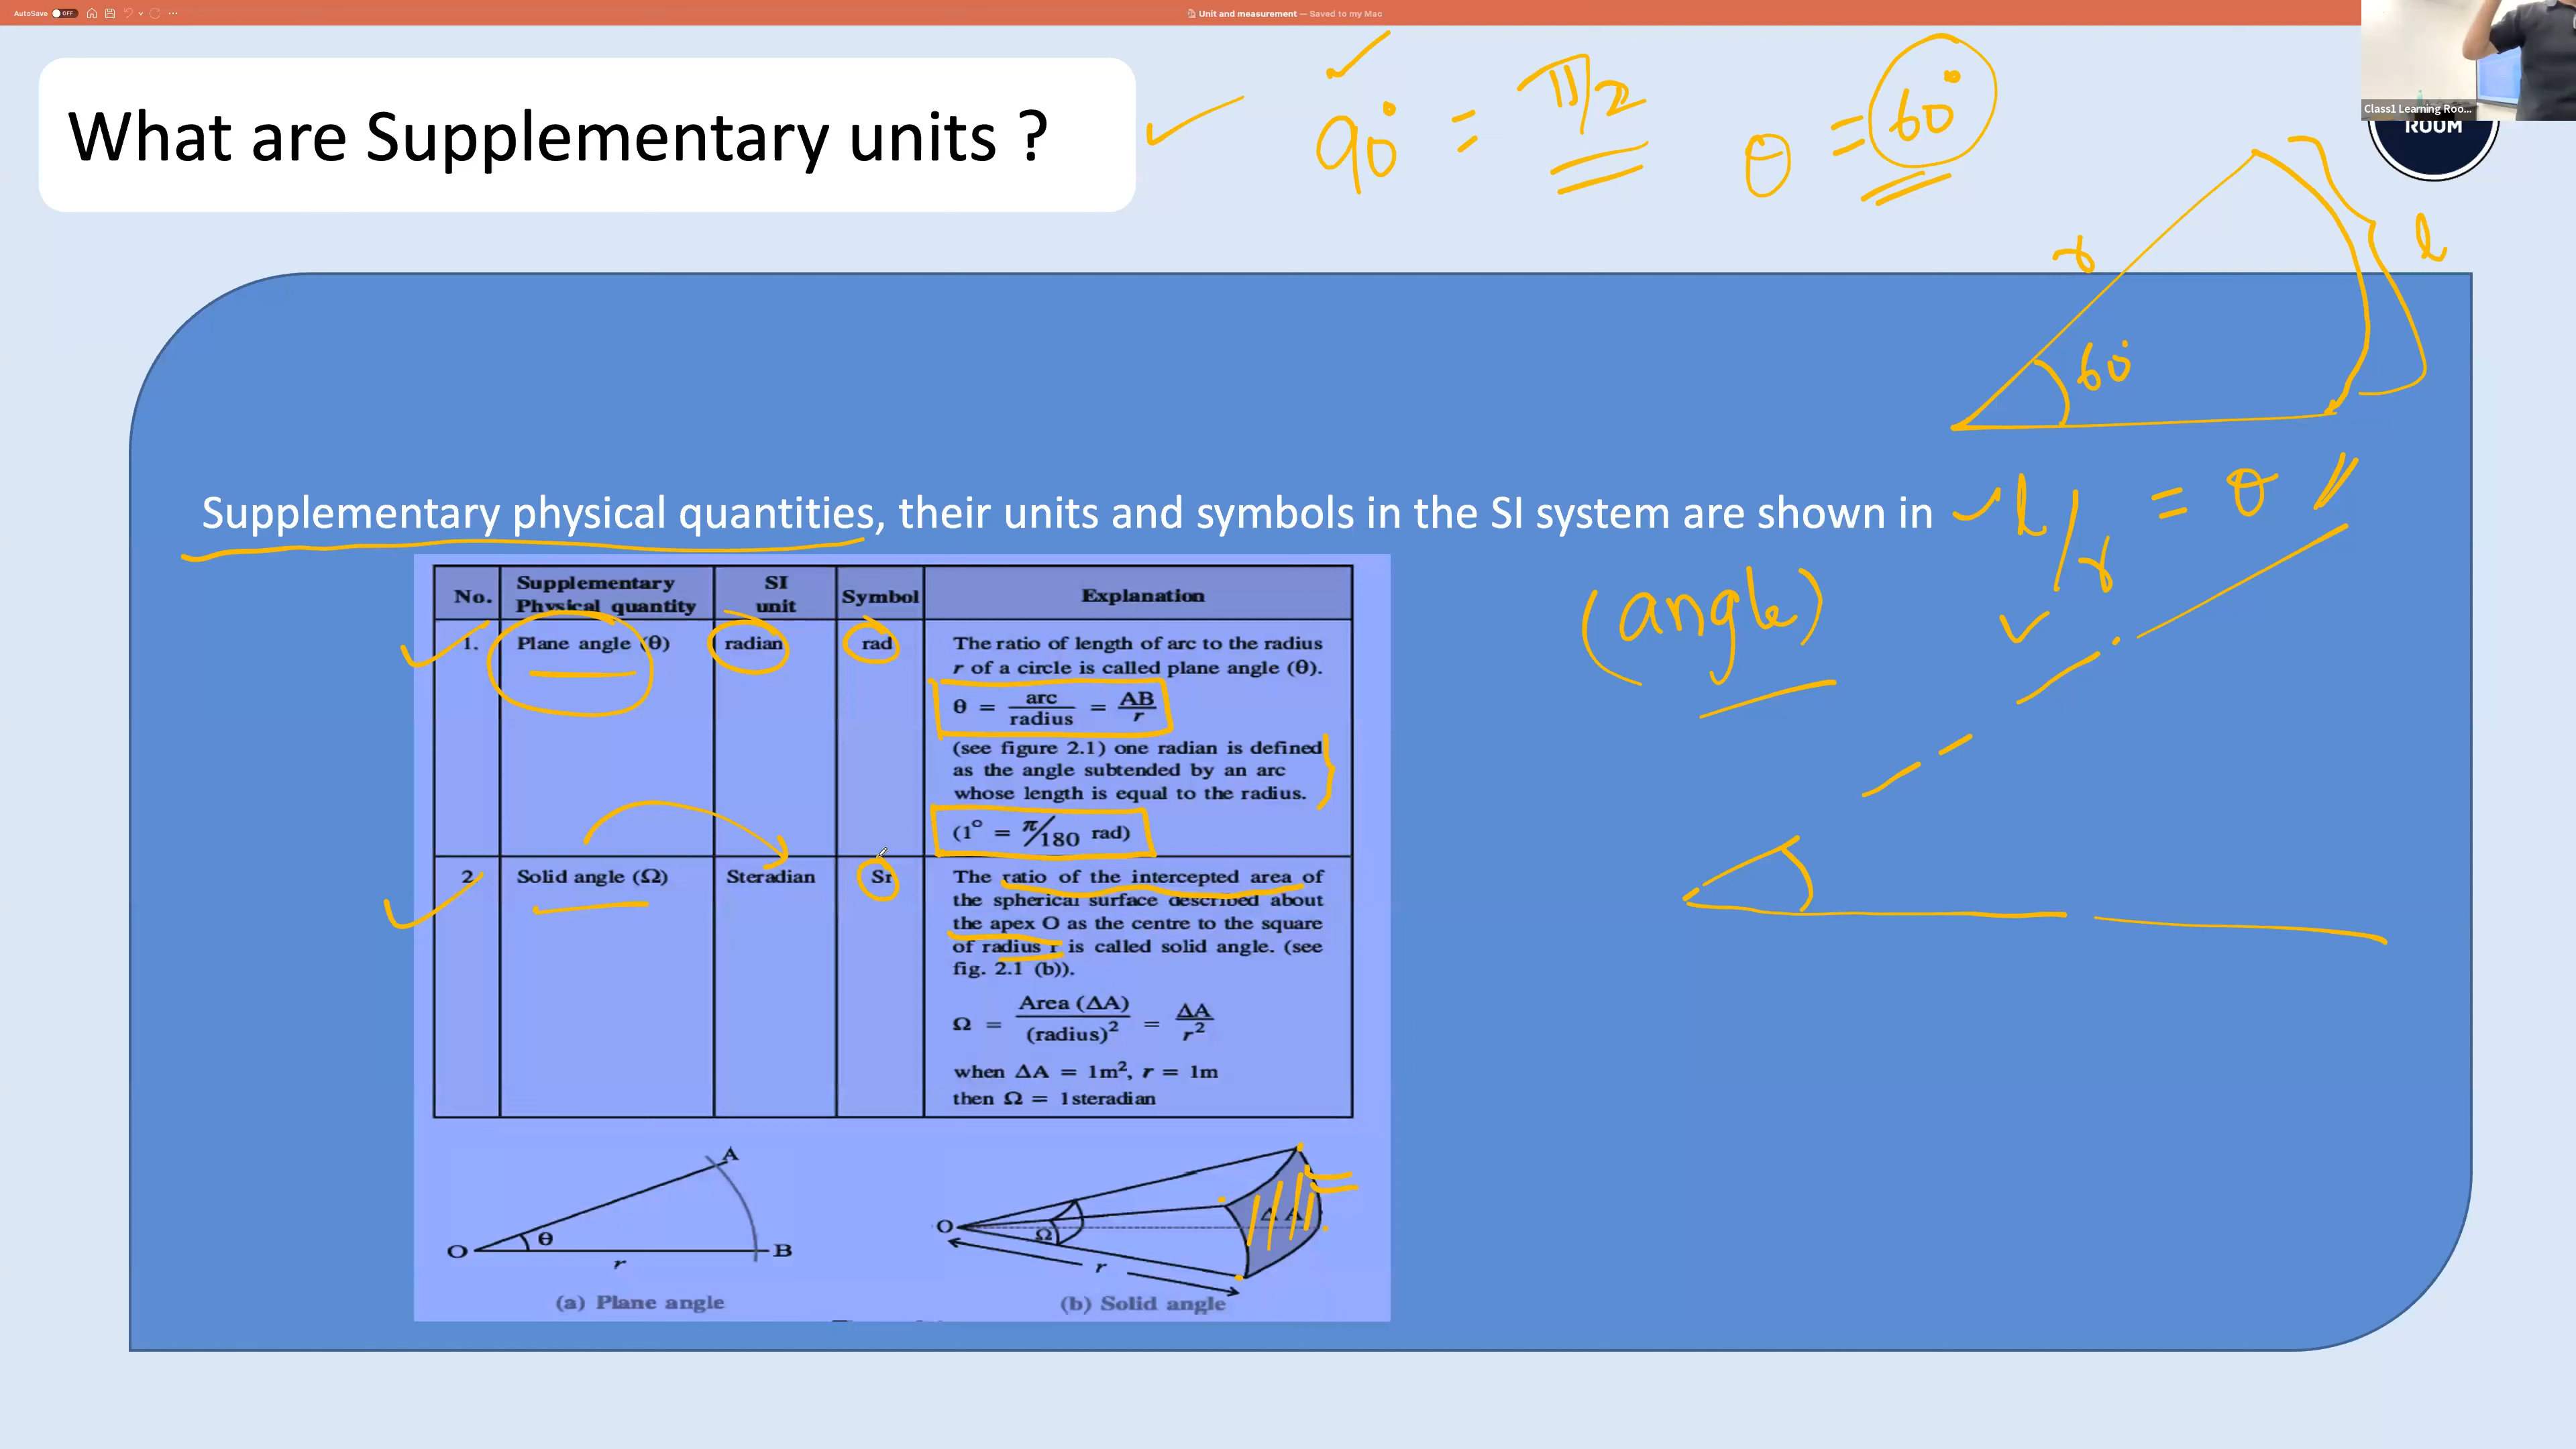 AutoSave OFF
Unit and measurement — Saved to my Mac
Class1 Learning Roo...
ROOM
What are Supplementary units ?
90° = π/2
θ = 60°
r
l
60°
Supplementary physical quantities, their units and symbols in the SI system are shown in
l/r = θ
(angle)
No.
Supplementary Physical quantity
SI unit
Symbol
Explanation
1.
Plane angle (θ)
radian
rad
The ratio of length of arc to the radius
r of a circle is called plane angle (θ).
θ = arc/radius = AB/r
(see figure 2.1) one radian is defined
as the angle subtended by an arc
whose length is equal to the radius.
(1° = π/180 rad)
2
Solid angle (Ω)
Steradian
Sr
The ratio of the intercepted area of
the spherical surface described about
the apex O as the centre to the square
of radius r is called solid angle. (see
fig. 2.1 (b)).
Ω = Area (ΔA)/(radius)² = ΔA/r²
when ΔA = 1m², r = 1m
then Ω = 1steradian
A
O
θ
r
B
(a) Plane angle
O
Ω
Δ A
r
(b) Solid angle